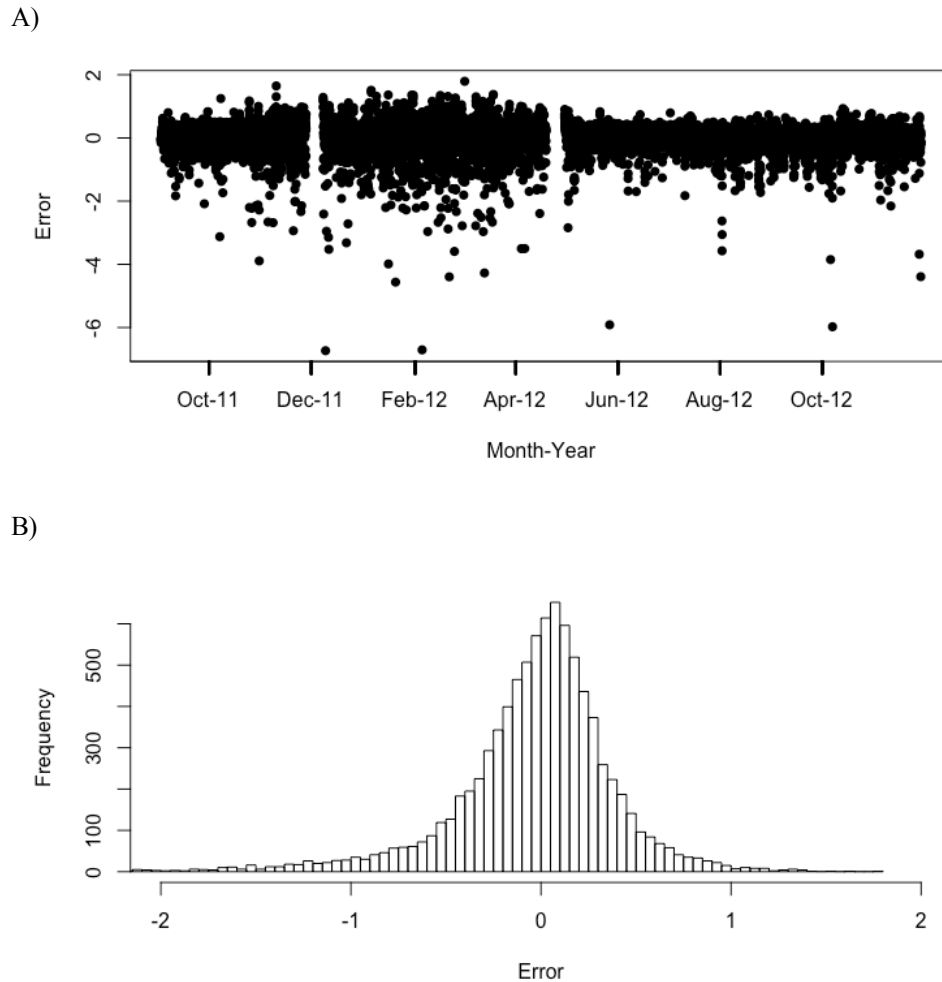 A)
2
0
-2
-4
-6
Error
Oct-11 Dec-11 Feb-12 Apr-12 Jun-12 Aug-12 Oct-12
Month-Year
B)
500
300
100
0
Frequency
-2 -1 0 1 2
Error